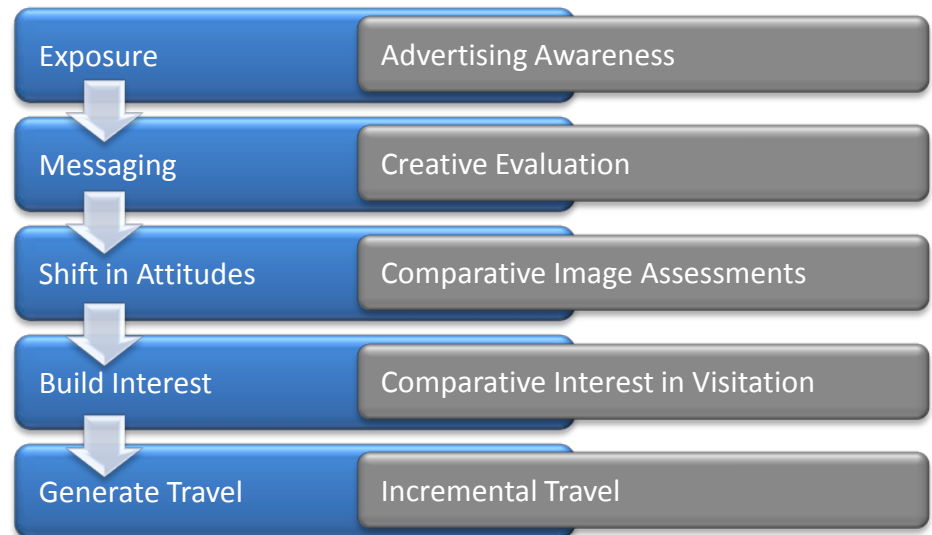 Exposure
Advertising Awareness
Messaging
Creative Evaluation
Shift in Attitudes
Comparative Image Assessments
Build Interest
Comparative Interest in Visitation
Generate Travel
Incremental Travel